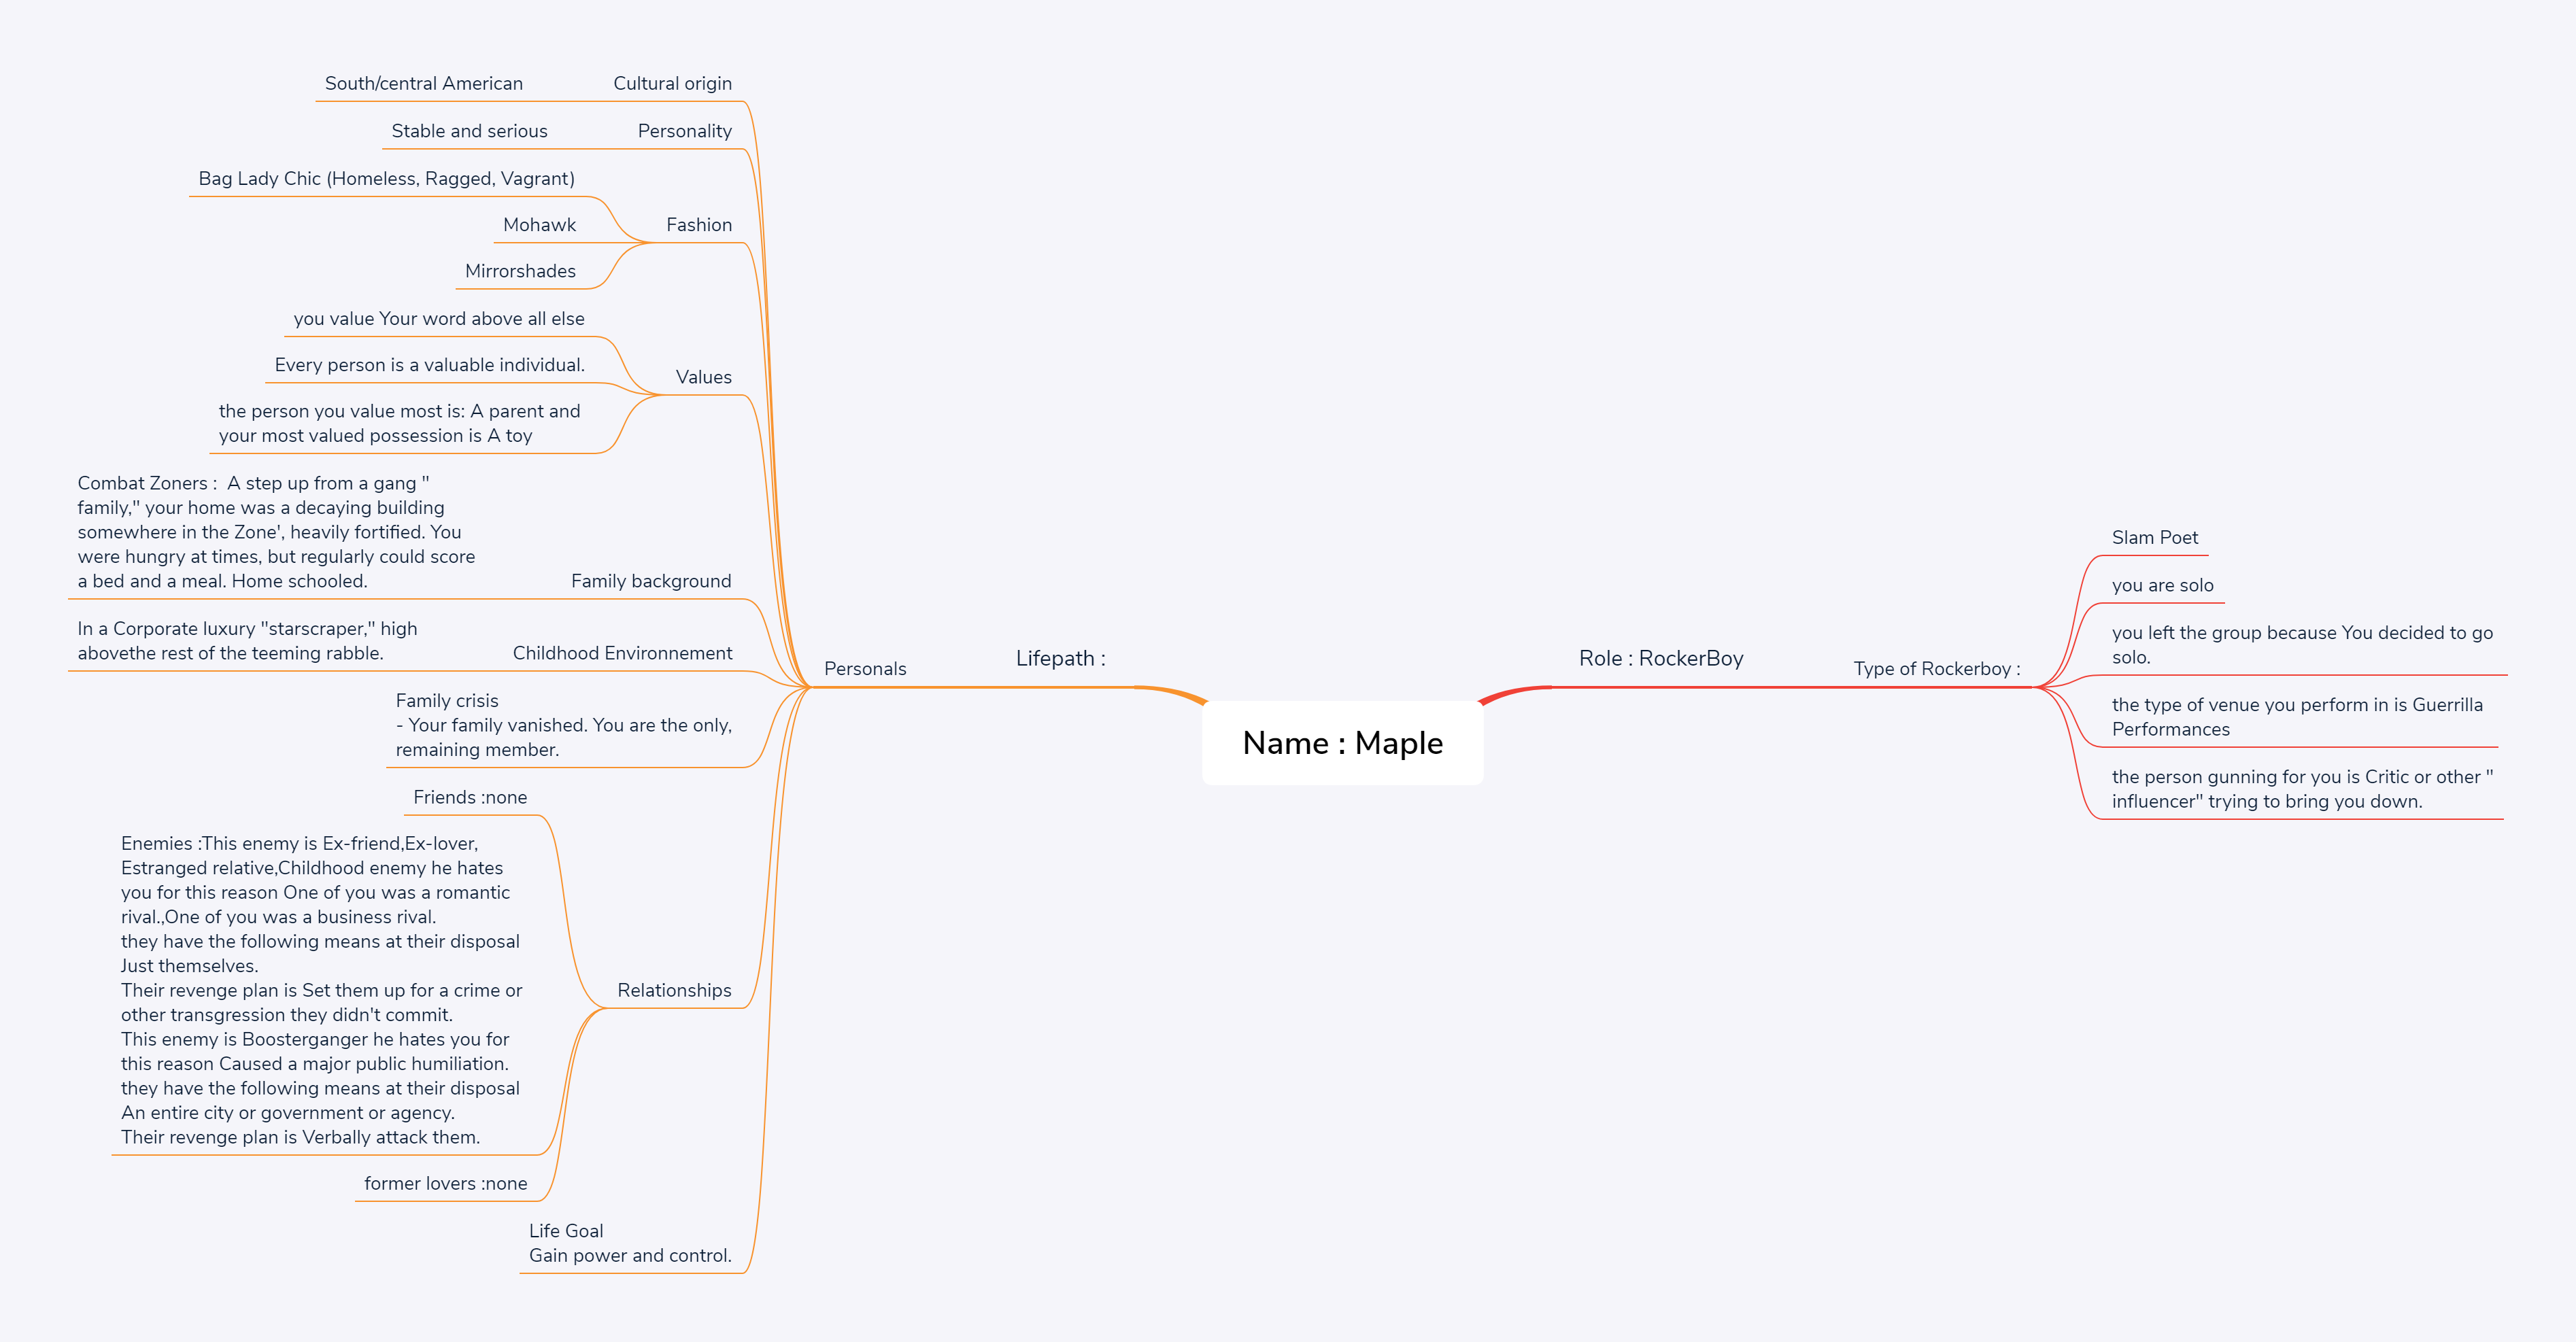 Name : Maple
Lifepath :
Personals
Cultural origin
South/central American
Personality
Stable and serious
Fashion
Bag Lady Chic (Homeless, Ragged, Vagrant)
Mohawk
Mirrorshades
Values
you value Your word above all else
Every person is a valuable individual.
the person you value most is: A parent and
your most valued possession is A toy
Family background
Combat Zoners :  A step up from a gang "
family," your home was a decaying building
somewhere in the Zone', heavily fortified. You
were hungry at times, but regularly could score
a bed and a meal. Home schooled.
Childhood Environnement
In a Corporate luxury "starscraper," high
abovethe rest of the teeming rabble.
Family crisis
- Your family vanished. You are the only,
remaining member.
Relationships
Friends :none
Enemies :This enemy is Ex-friend,Ex-lover,
Estranged relative,Childhood enemy he hates
you for this reason One of you was a romantic
rival.,One of you was a business rival.
they have the following means at their disposal
Just themselves.
Their revenge plan is Set them up for a crime or
other transgression they didn't commit.
This enemy is Boosterganger he hates you for
this reason Caused a major public humiliation.
they have the following means at their disposal
An entire city or government or agency.
Their revenge plan is Verbally attack them.
former lovers :none
Life Goal
Gain power and control.
Role : RockerBoy
Type of Rockerboy :
Slam Poet
you are solo
you left the group because You decided to go
solo.
the type of venue you perform in is Guerrilla
Performances
the person gunning for you is Critic or other "
influencer" trying to bring you down.